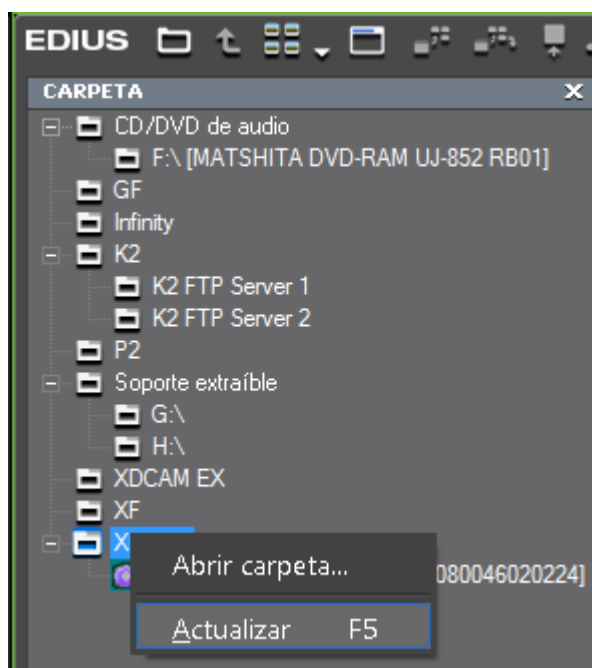 EDIUS
CARPETA
CD/DVD de audio
F:\ [MATSHITA DVD-RAM UJ-852 RB01]
GF
Infinity
K2
K2 FTP Server 1
K2 FTP Server 2
P2
Soporte extraíble
G:\
H:\
XDCAM EX
XF
X
Abrir carpeta...
080046020224]
Actualizar F5